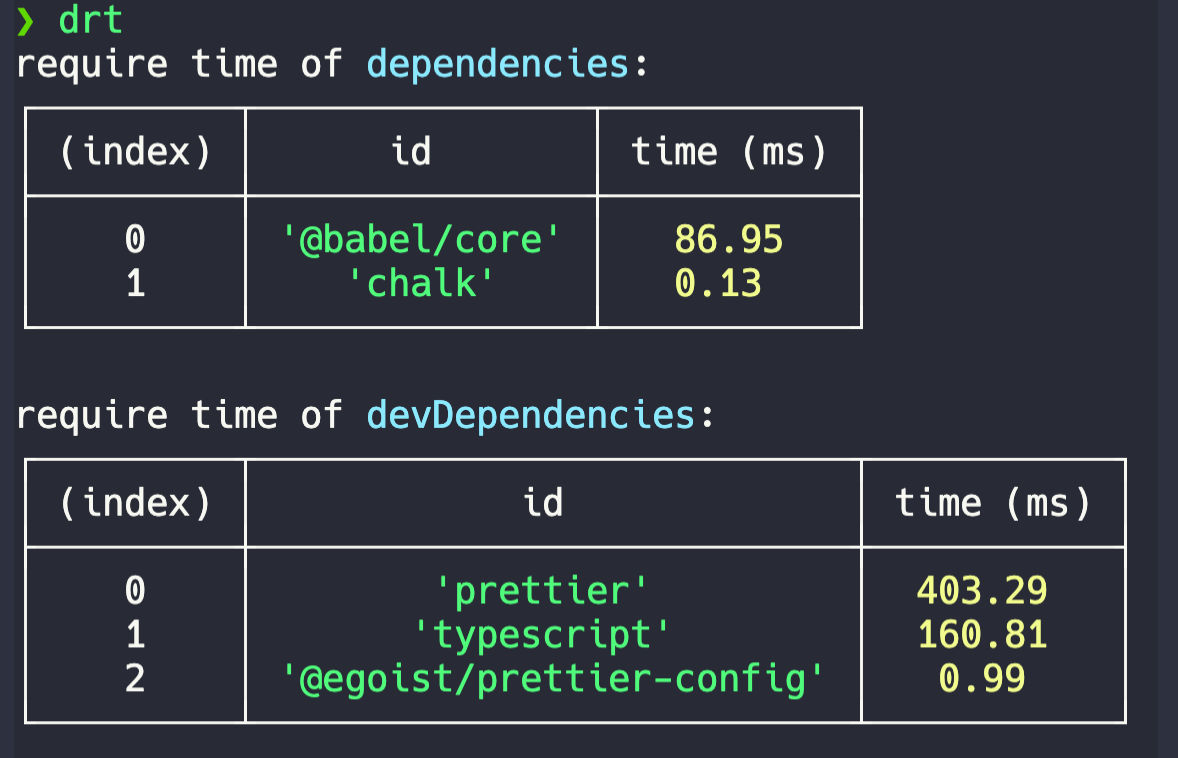 ❯ drt
require time of dependencies:
(index) id time (ms)
0 '@babel/core' 86.95
1 'chalk' 0.13
require time of devDependencies:
(index) id time (ms)
0 'prettier' 403.29
1 'typescript' 160.81
2 '@egoist/prettier-config' 0.99